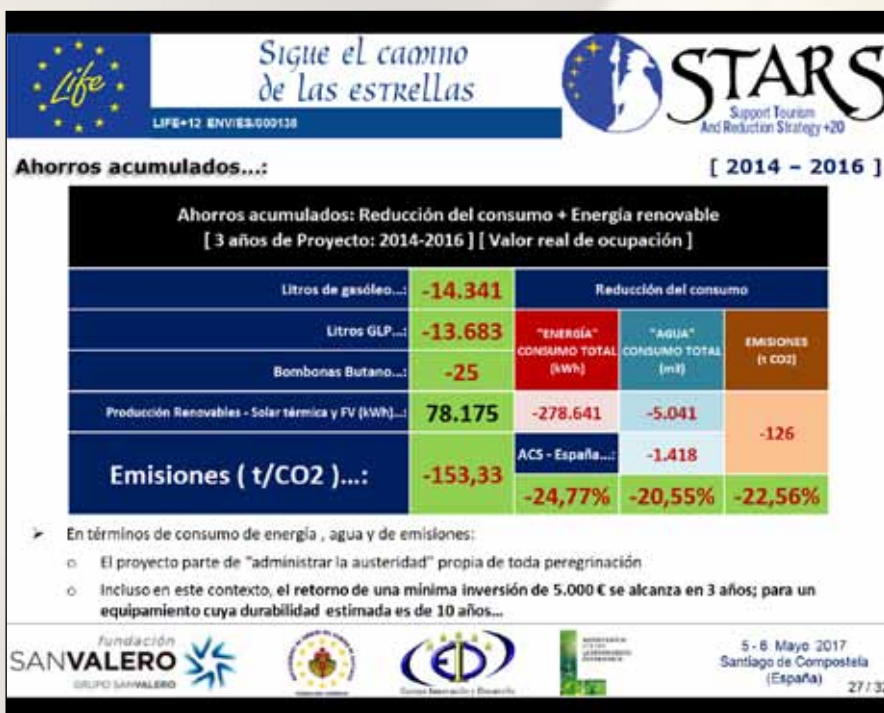 Life
Sigue el camino
de las estrellas
LIFE+12 ENV/ES/000138
STARS
Support Tourism
And Reduction Strategy +20
Ahorros acumulados...:
[ 2014 – 2016 ]
Ahorros acumulados: Reducción del consumo + Energía renovable
[ 3 años de Proyecto: 2014-2016 ] [ Valor real de ocupación ]
Litros de gasóleo...: -14.341
Reducción del consumo
Litros GLP...: -13.683
"ENERGÍA"
CONSUMO TOTAL
(kWh)
"AGUA"
CONSUMO TOTAL
(m3)
EMISIONES
(t CO2)
Bombonas Butano...: -25
Producción Renovables - Solar térmica y FV (kWh)...: 78.175 -278.641 -5.041
-126
Emisiones ( t/CO2 )...: -153,33
ACS - España...: -1.418
-24,77% -20,55% -22,56%
➢ En términos de consumo de energía , agua y de emisiones:
o El proyecto parte de "administrar la austeridad" propia de toda peregrinación
o Incluso en este contexto, el retorno de una mínima inversión de 5.000 € se alcanza en 3 años; para un
equipamiento cuya durabilidad estimada es de 10 años...
fundación
SANVALERO
GRUPO SANVALERO
CEID
Europa Innovación y Desarrollo
5 - 6 Mayo 2017
Santiago de Compostela
(España)
27 / 32